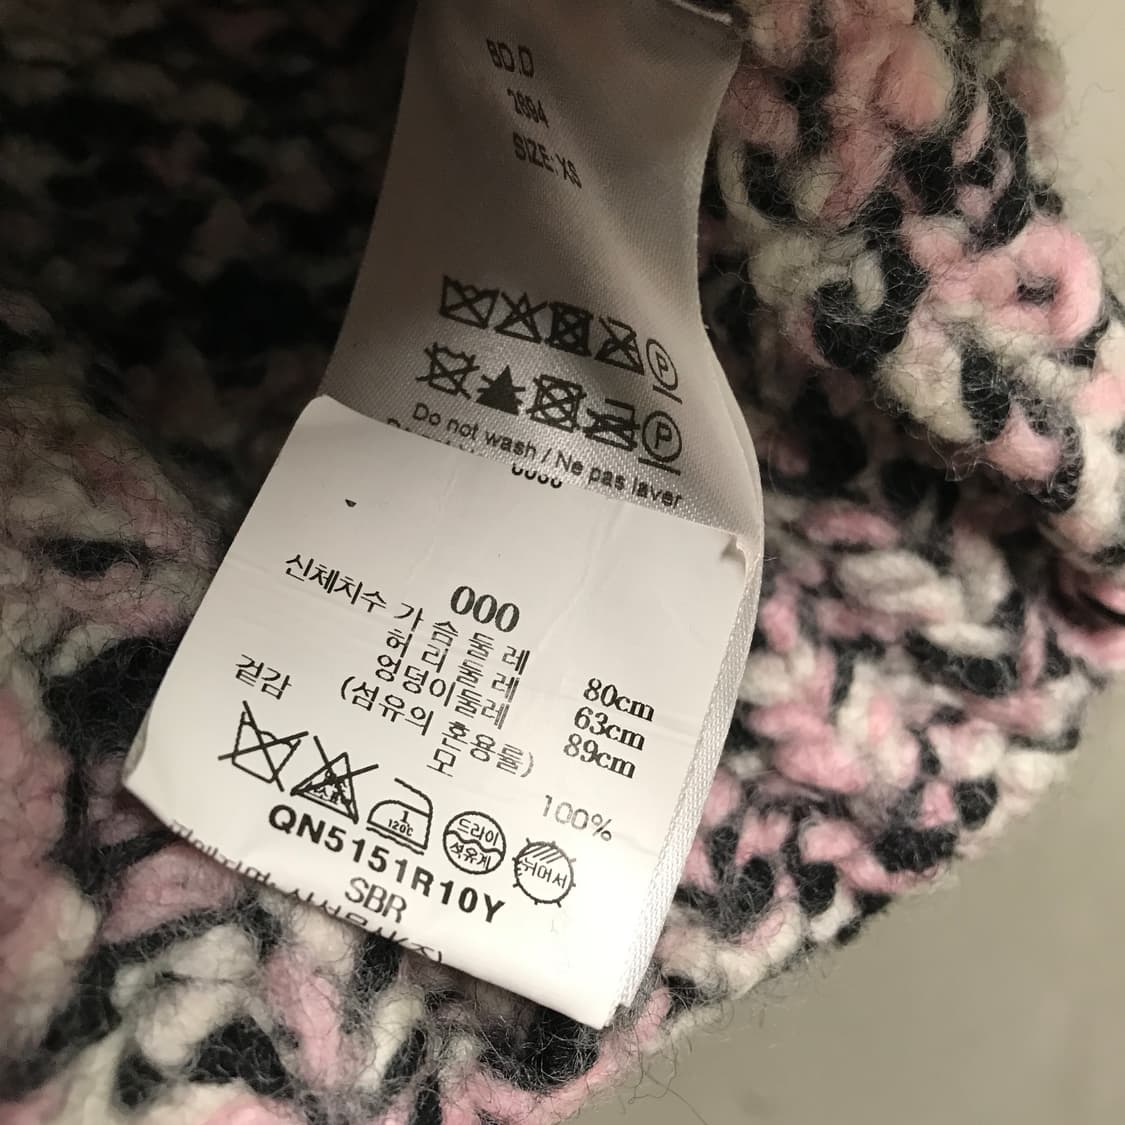 2694
SIZE:XS
P
P
Do not wash / Ne pas laver
000
신체치수 가슴둘레 80cm
허리둘레 63cm
엉덩이둘레 89cm
겉감 (섬유의 혼용률)
모 100%
1
120℃
드라이
석유계
뉘어서
QN5151R10Y
SBR